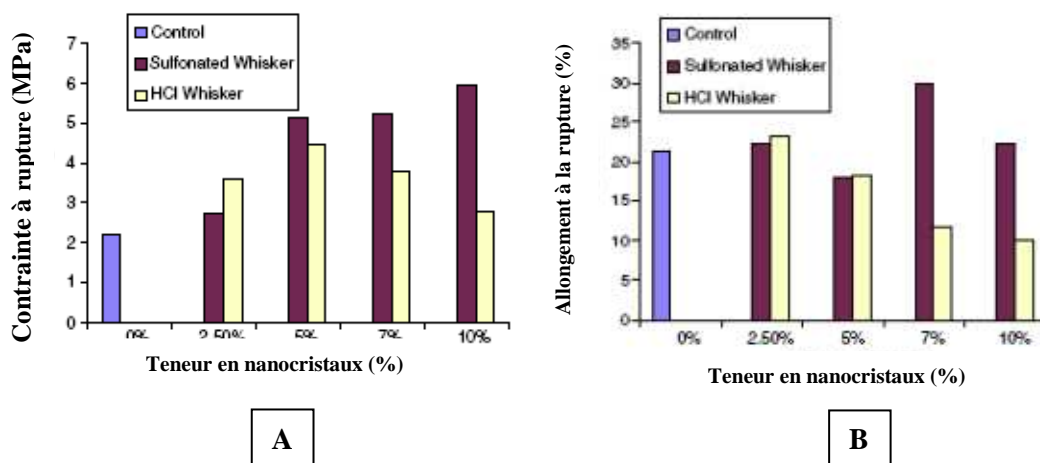 Contrainte à rupture (MPa)
7
6
5
4
3
2
1
0
Control
Sulfonated Whisker
HCl Whisker
0%
2.50%
5%
7%
10%
Teneur en nanocristaux (%)
A
Allongement à la rupture (%)
35
30
25
20
15
10
5
0
Control
Sulfonated Whisker
HCl Whisker
0%
2.50%
5%
7%
10%
Teneur en nanocristaux (%)
B